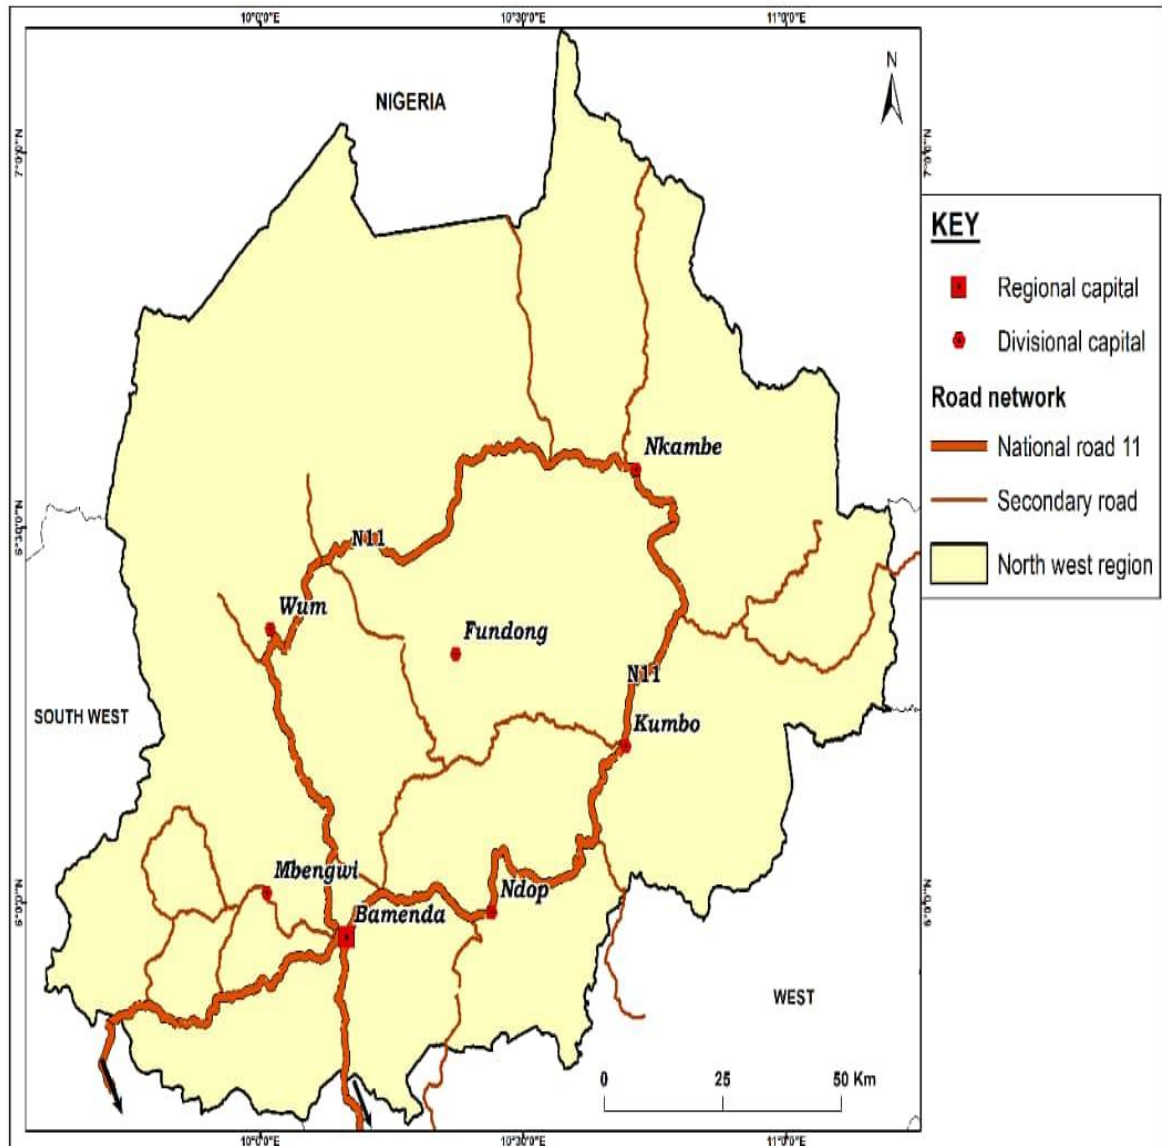 10°0'0"E 10°30'0"E 11°0'0"E
N
NIGERIA
7°0'0"N 7°0'0"N
KEY
Regional capital
Divisional capital
Road network
National road 11
Secondary road
North west region
Nkambe
N11
6°30'0"N
Wum
Fundong
N11
SOUTH WEST
Kumbo
Mbengwi
Ndop
6°0'0"N 6°0'0"N
Bamenda
WEST
0 25 50 Km
10°0'0"E 10°30'0"E 11°0'0"E